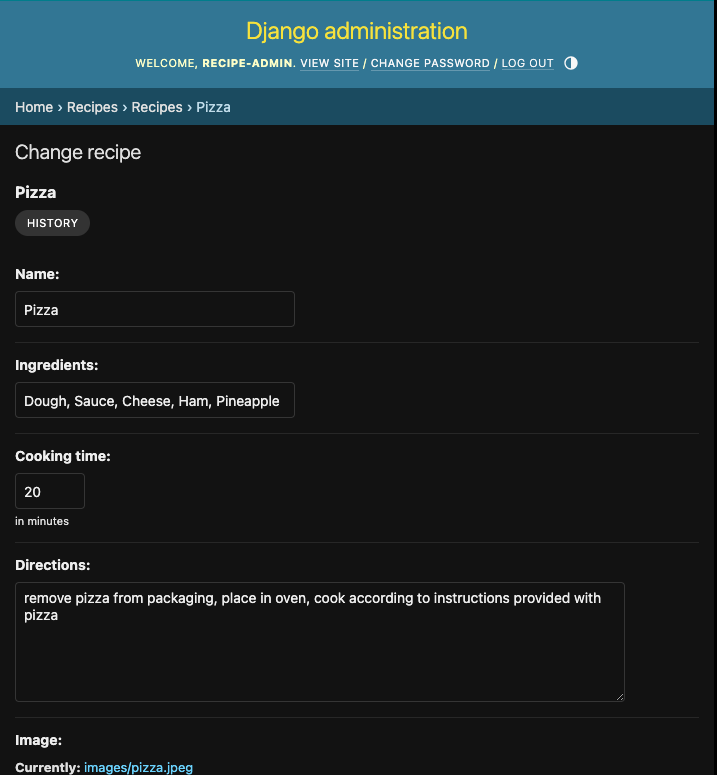 Django administration
WELCOME, RECIPE-ADMIN. VIEW SITE / CHANGE PASSWORD / LOG OUT
Home › Recipes › Recipes › Pizza
Change recipe
Pizza
HISTORY
Name:
Pizza
Ingredients:
Dough, Sauce, Cheese, Ham, Pineapple
Cooking time:
20
in minutes
Directions:
remove pizza from packaging, place in oven, cook according to instructions provided with
pizza
Image:
Currently: images/pizza.jpeg